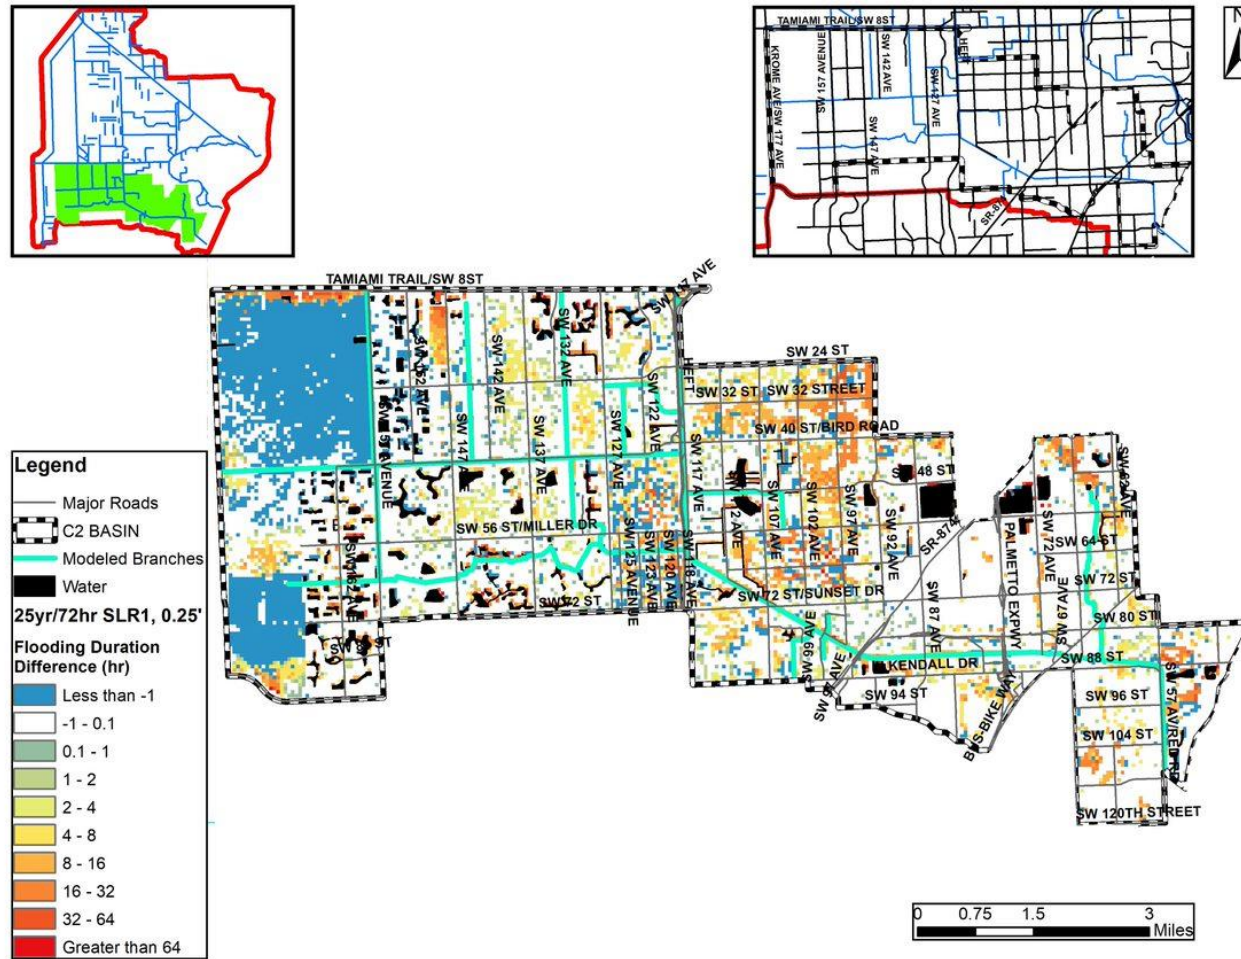 N
TAMIAMI TRAIL/SW 8ST
KROME AVE/SW 177 AVE
SW 157 AVENUE
SW 142 AVE
SW 147 AVE
SW 127 AVE
HEFT
SR-874
TAMIAMI TRAIL/SW 8ST
SW 142 AVE
SW 147 AVE
SW 137 AVE
SW 132 AVE
SW 127 AVE
SW 122 AVE
HEFT
SW 24 ST
SW 32 ST
SW 32 STREET
SW 40 ST/BIRD ROAD
SW 117 AVE
SW 107 AVE
SW 102 AVE
SW 97 AVE
SW 92 AVE
48 ST
SR-874
PALMETTO EXPWY
SW 72 AVE
SW 64 ST
SW 56 ST/MILLER DR
SW 125 AVENUE
SW 123 AVE
SW 120 AVE
SW 118 AVE
SW 72 ST
SW 72 ST/SUNSET DR
SW 72 ST
SW 87 AVE
SW 67 AVE
SW 80 ST
SW 99 AVE
KENDALL DR
SW 88 ST
SW 94 ST
BUS-BIKE WAY
SW 96 ST
SW 57 AV/RED RD
SW 104 ST
SW 120TH STREET
Legend
Major Roads
C2 BASIN
Modeled Branches
Water
25yr/72hr SLR1, 0.25'
Flooding Duration
Difference (hr)
Less than -1
-1 - 0.1
0.1 - 1
1 - 2
2 - 4
4 - 8
8 - 16
16 - 32
32 - 64
Greater than 64
0 0.75 1.5 3
Miles